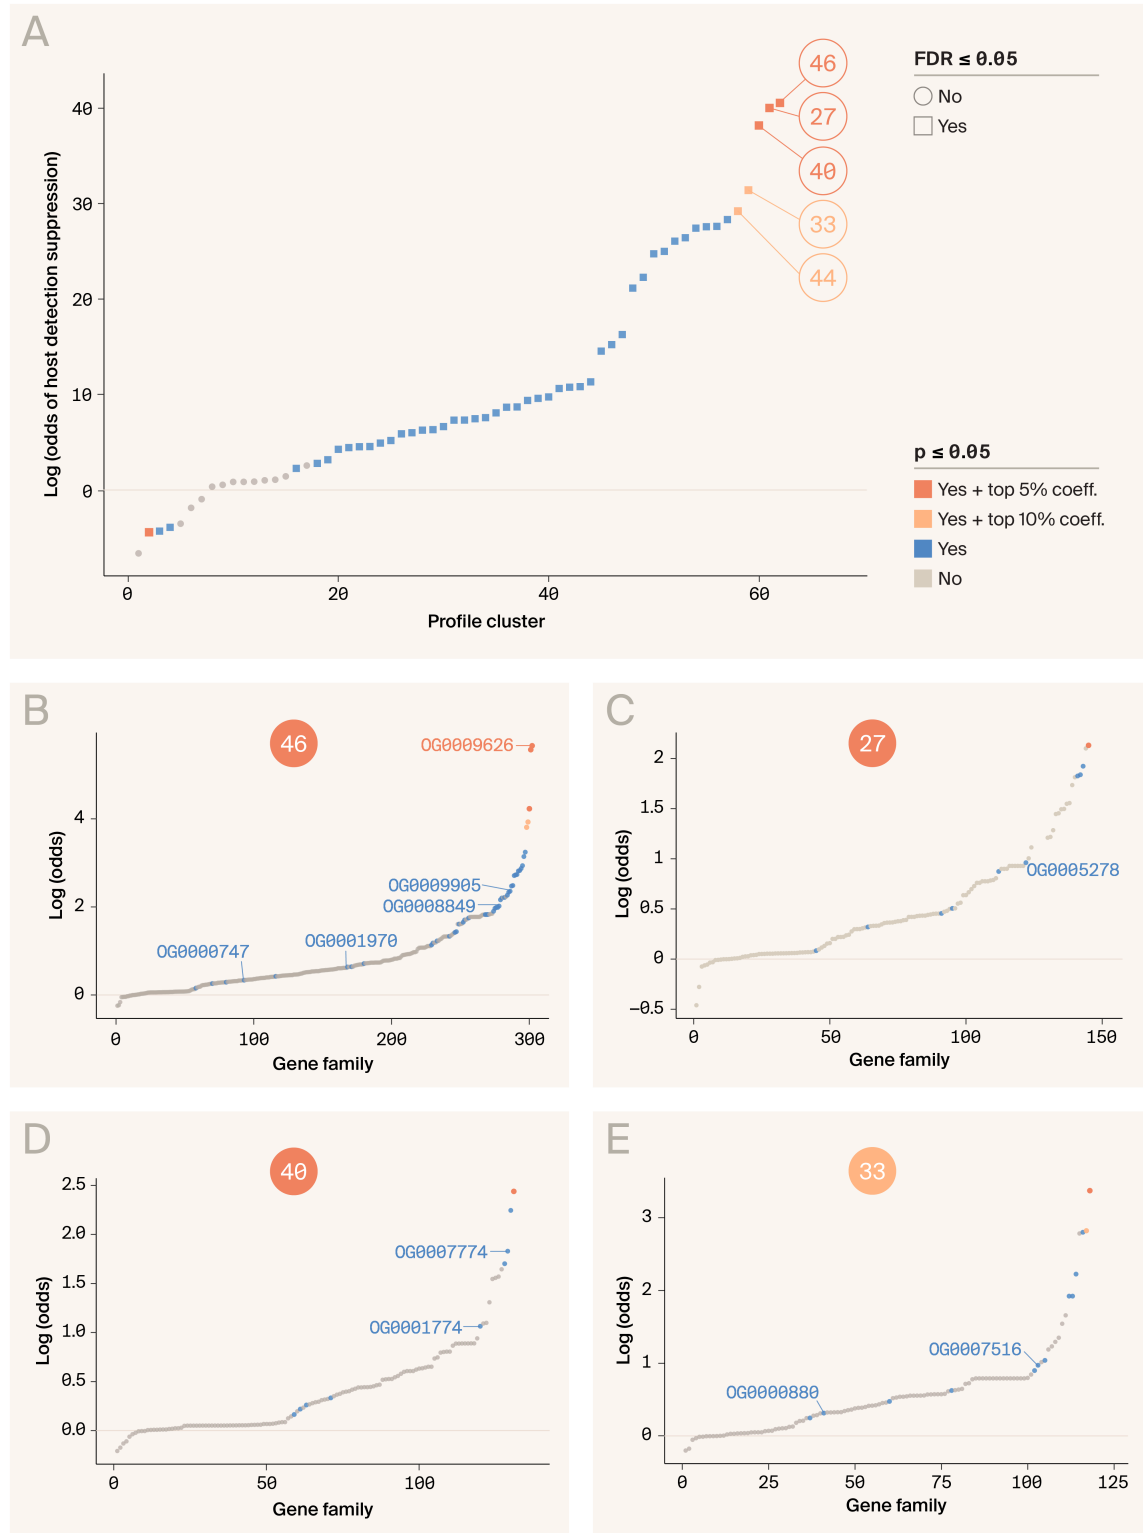 A
46
27
40
33
44
FDR ≤ 0.05
No
Yes
p ≤ 0.05
Yes + top 5% coeff.
Yes + top 10% coeff.
Yes
No
Log (odds of host detection suppression)
40
30
20
10
0
0 20 40 60
Profile cluster
B
46
OG0009626
OG0009905
OG0008849
OG0001970
OG0000747
Log (odds)
4
2
0
0 100 200 300
Gene family
C
27
OG0005278
Log (odds)
2
1.5
1
0.5
0
−0.5
0 50 100 150
Gene family
D
40
OG0007774
OG0001774
Log (odds)
2.5
2.0
1.5
1.0
0.5
0.0
0 50 100
Gene family
E
33
OG0007516
OG0000880
Log (odds)
3
2
1
0
0 25 50 75 100 125
Gene family